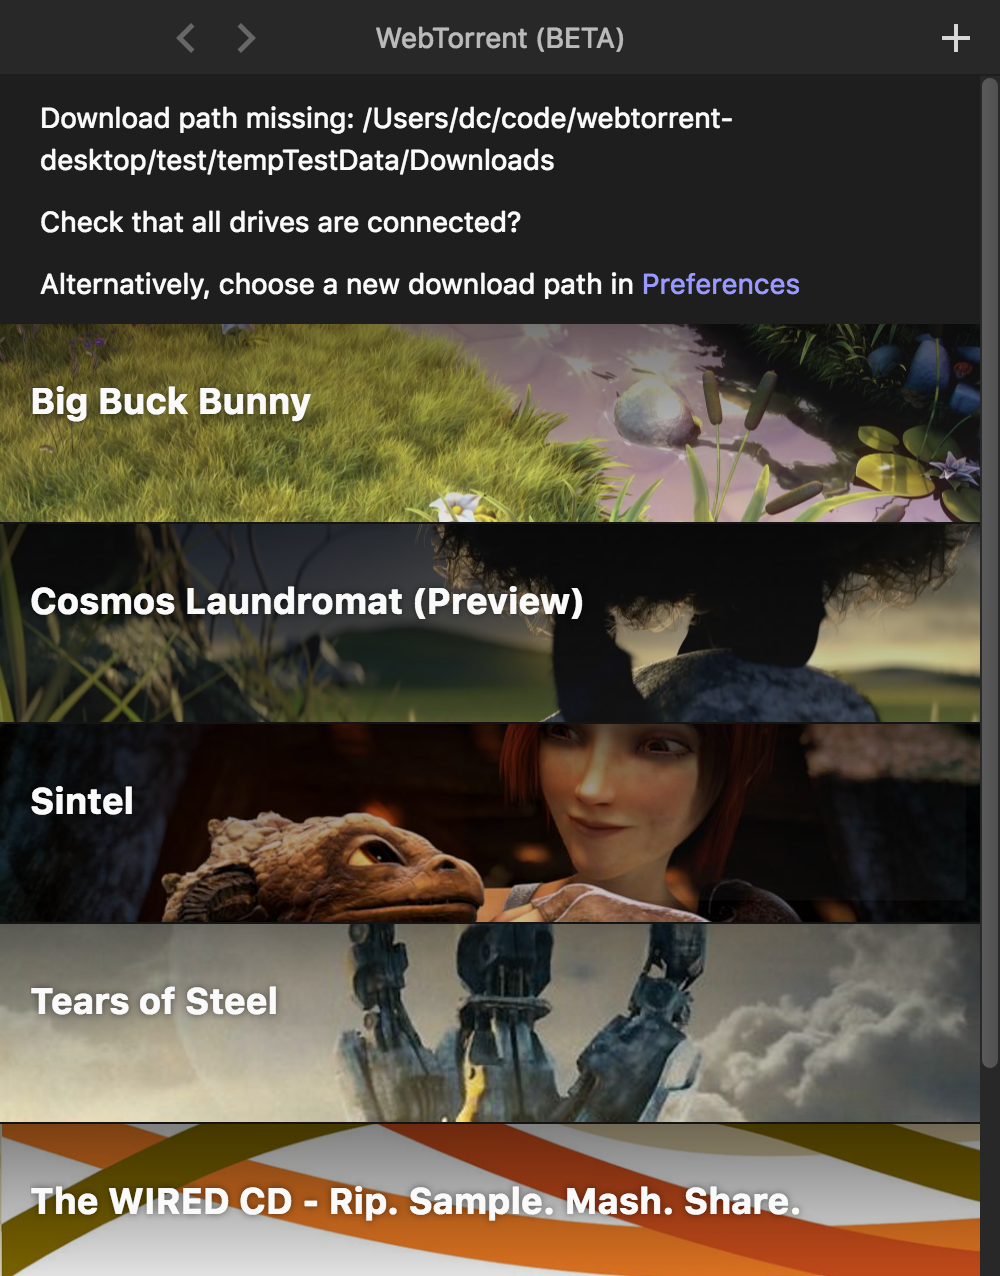 WebTorrent (BETA)
Download path missing: /Users/dc/code/webtorrent-
desktop/test/tempTestData/Downloads
Check that all drives are connected?
Alternatively, choose a new download path in Preferences
Big Buck Bunny
Cosmos Laundromat (Preview)
Sintel
Tears of Steel
The WIRED CD - Rip. Sample. Mash. Share.